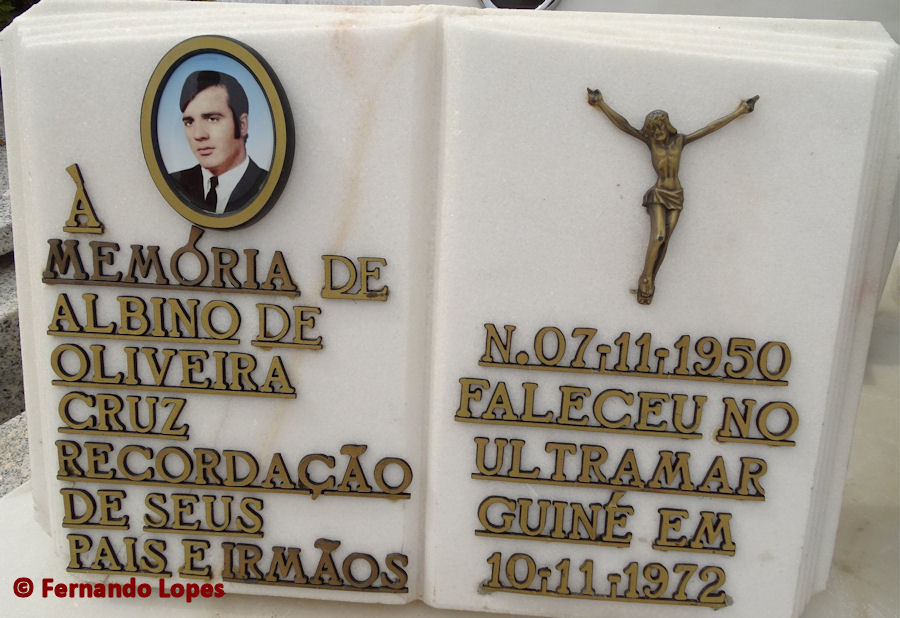 À
MEMÓRIA DE
ALBINO DE
OLIVEIRA
CRUZ
RECORDAÇÃO
DE SEUS
PAIS E IRMÃOS
N.07-11-1950
FALECEU NO
ULTRAMAR
GUINÉ EM
10-11-1972
© Fernando Lopes